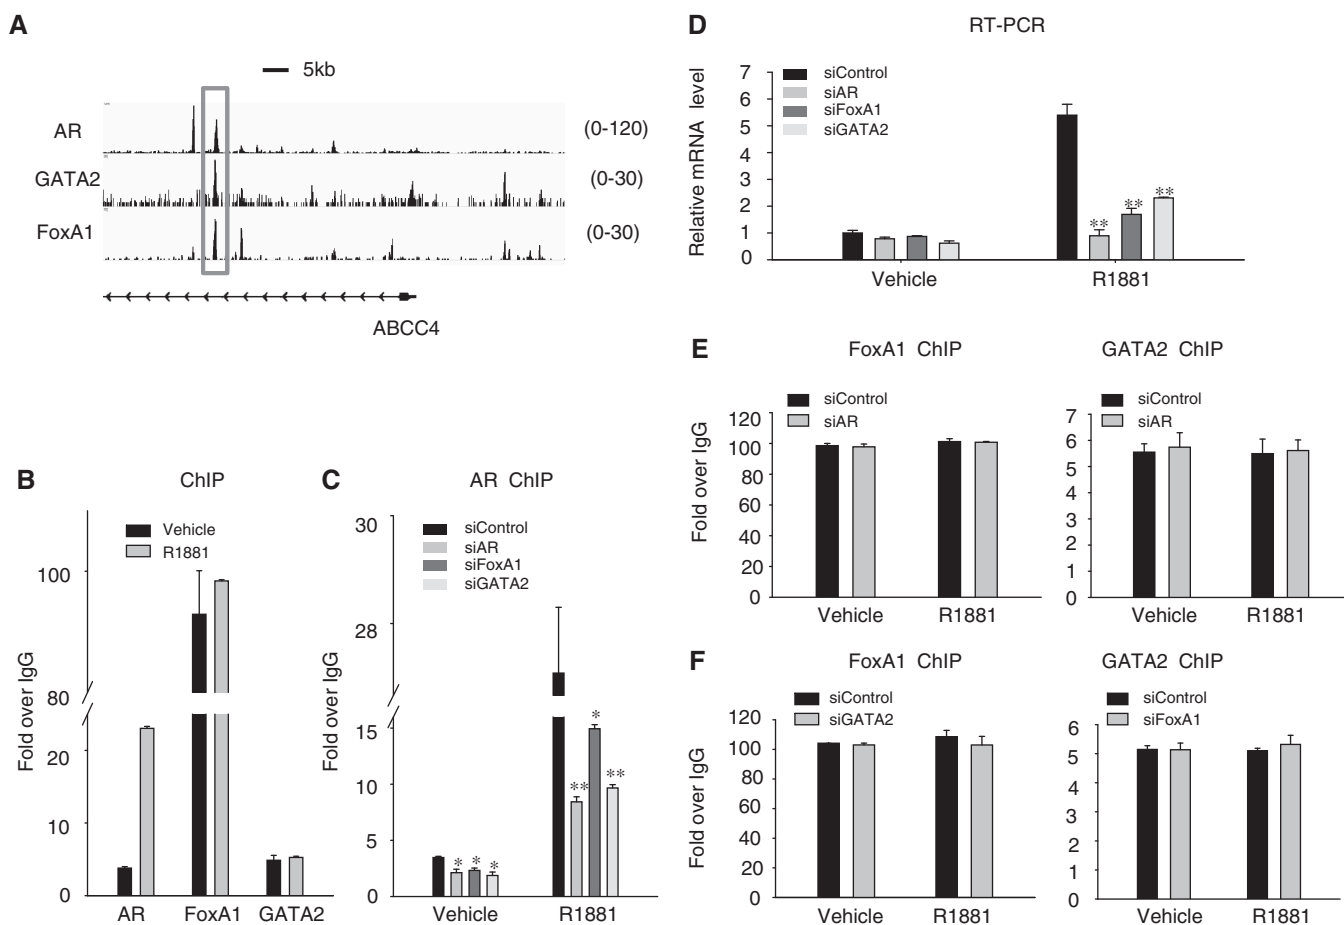 A
5kb
AR
(0-120)
GATA2
(0-30)
FoxA1
(0-30)
ABCC4
B
ChIP
Vehicle
R1881
Fold over IgG
100
80
20
10
0
AR
FoxA1
GATA2
C
AR ChIP
siControl
siAR
siFoxA1
siGATA2
Fold over IgG
30
28
15
10
5
0
*
*
*
**
*
**
Vehicle
R1881
D
RT-PCR
siControl
siAR
siFoxA1
siGATA2
Relative mRNA level
7
6
5
4
3
2
1
0
**
**
**
Vehicle
R1881
E
FoxA1 ChIP
siControl
siAR
Fold over IgG
120
100
80
60
40
20
0
Vehicle
R1881
GATA2 ChIP
siControl
siAR
7
6
5
4
3
2
1
0
Vehicle
R1881
F
FoxA1 ChIP
siControl
siGATA2
Fold over IgG
120
100
80
60
40
20
0
Vehicle
R1881
GATA2 ChIP
siControl
siFoxA1
6
5
4
3
2
1
0
Vehicle
R1881